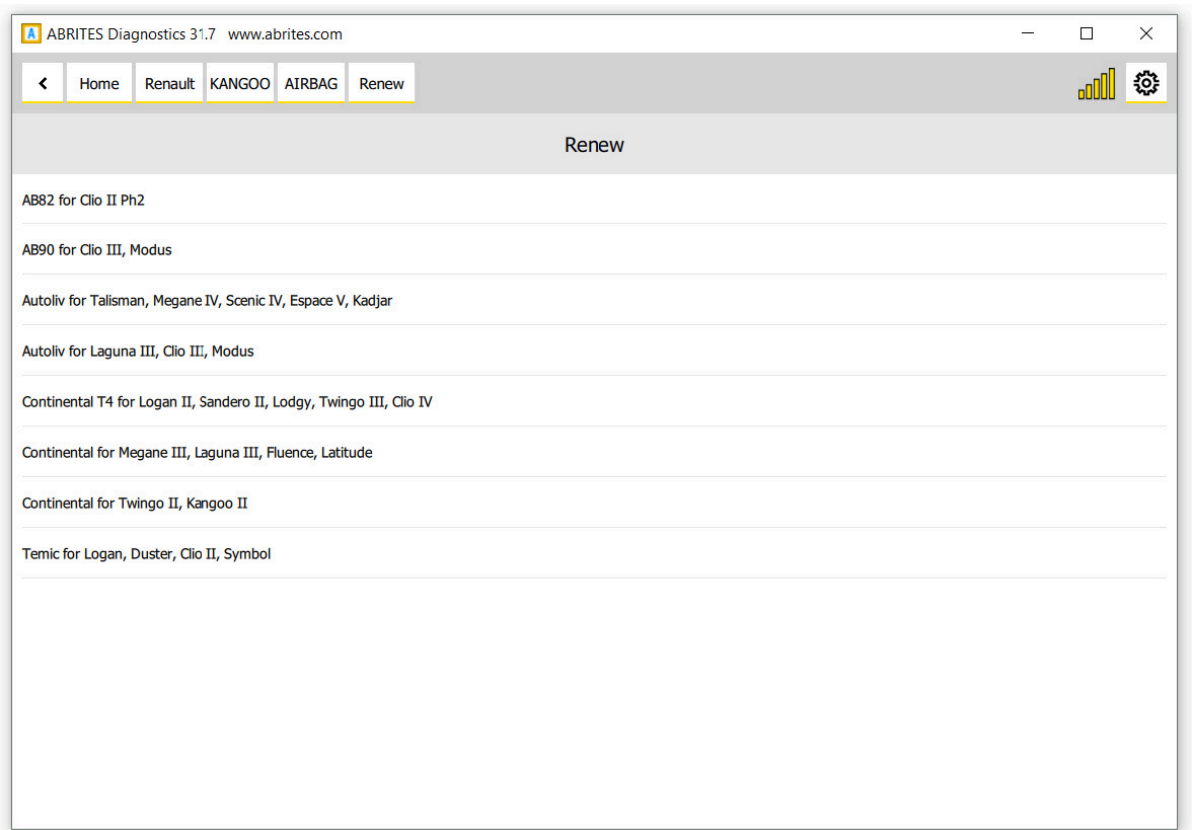 ABRITES Diagnostics 31.7 www.abrites.com
Home Renault KANGOO AIRBAG Renew
Renew
AB82 for Clio II Ph2
AB90 for Clio III, Modus
Autoliv for Talisman, Megane IV, Scenic IV, Espace V, Kadjar
Autoliv for Laguna III, Clio III, Modus
Continental T4 for Logan II, Sandero II, Lodgy, Twingo III, Clio IV
Continental for Megane III, Laguna III, Fluence, Latitude
Continental for Twingo II, Kangoo II
Temic for Logan, Duster, Clio II, Symbol